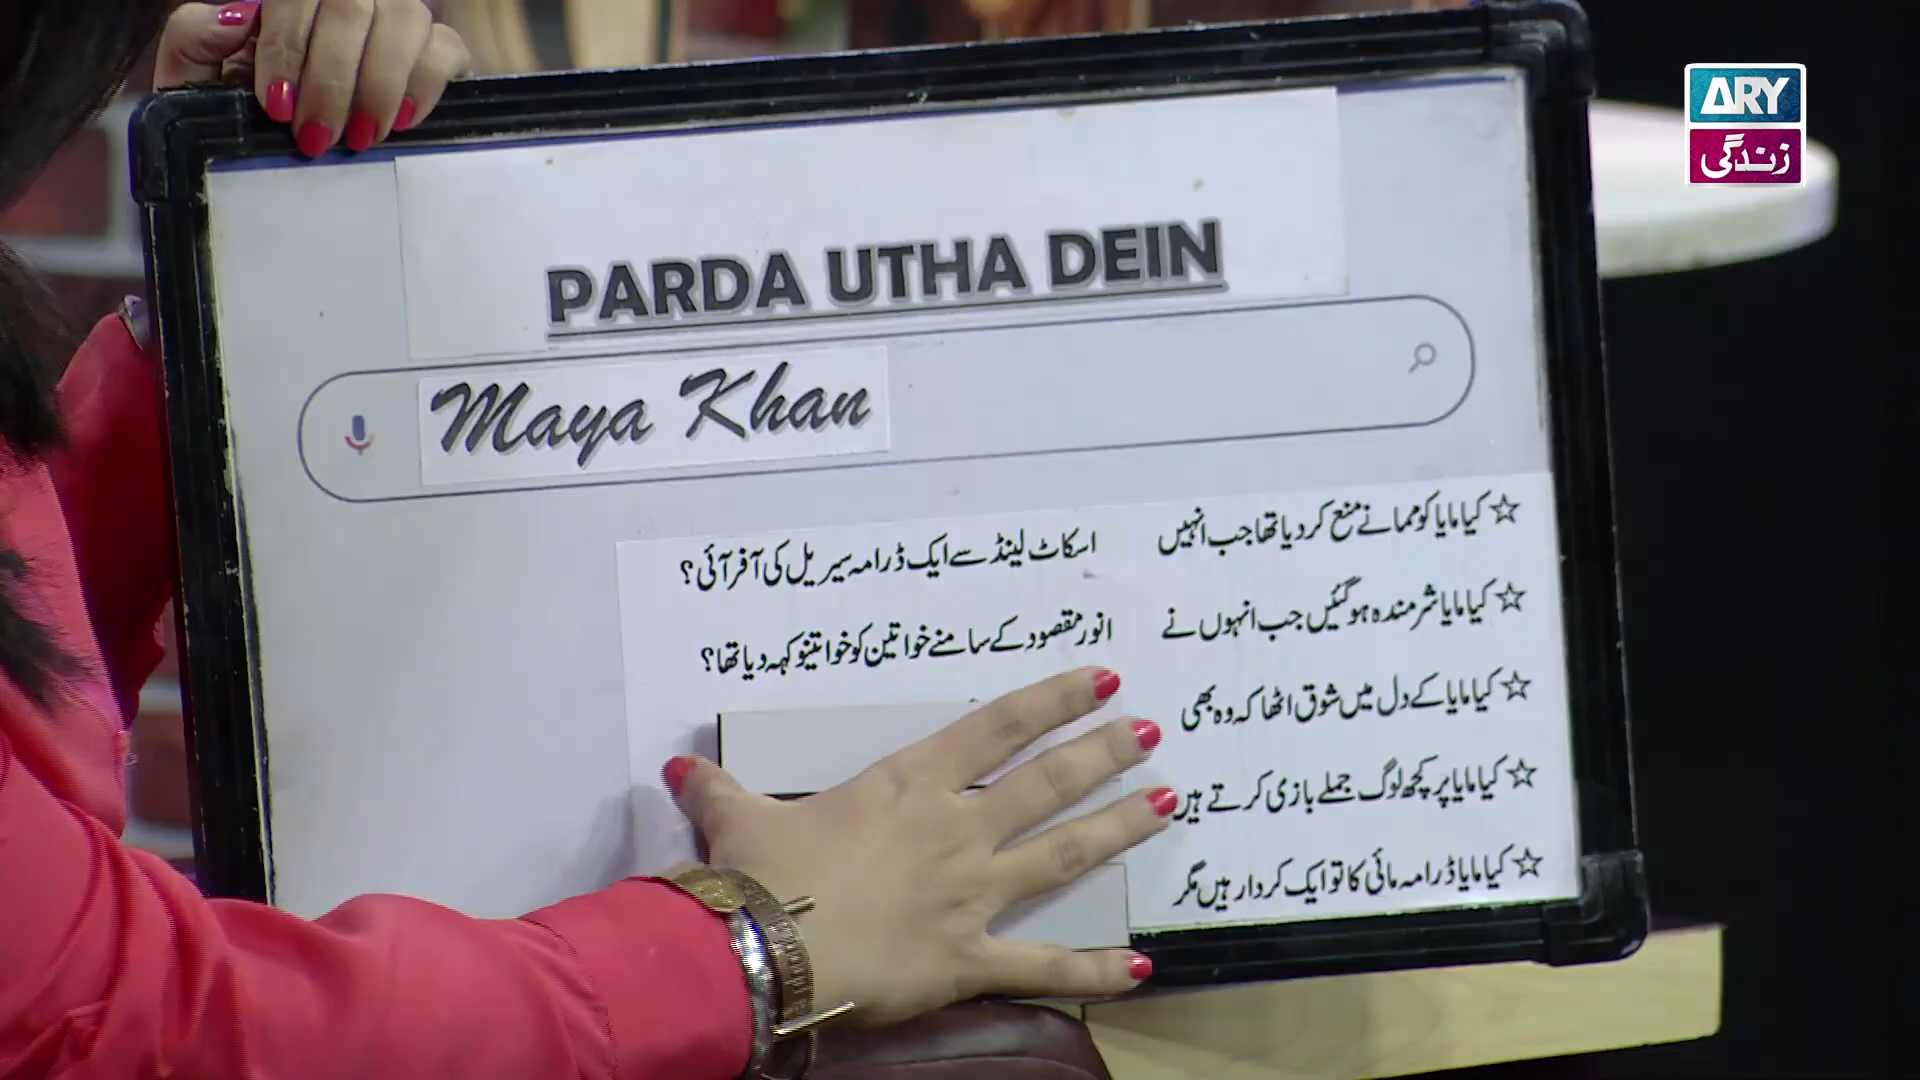 ARY
زندگی
PARDA UTHA DEIN
Maya Khan
☆ کیا مایا کو ممانے منع کر دیا تھا جب انہیں اسکاٹ لینڈ سے ایک ڈرامہ سیریل کی آفر آئی؟
☆ کیا مایا شرمندہ ہوگئیں جب انہوں نے انور مقصود کے سامنے خواتین کو خواتینو کہہ دیا تھا؟
☆ کیا مایا کے دل میں شوق اٹھا کہ وہ بھی
☆ کیا مایا پر کچھ لوگ جملے بازی کرتے ہیں
☆ کیا مایا ڈرامہ مائی کا تو ایک کردار ہیں مگر